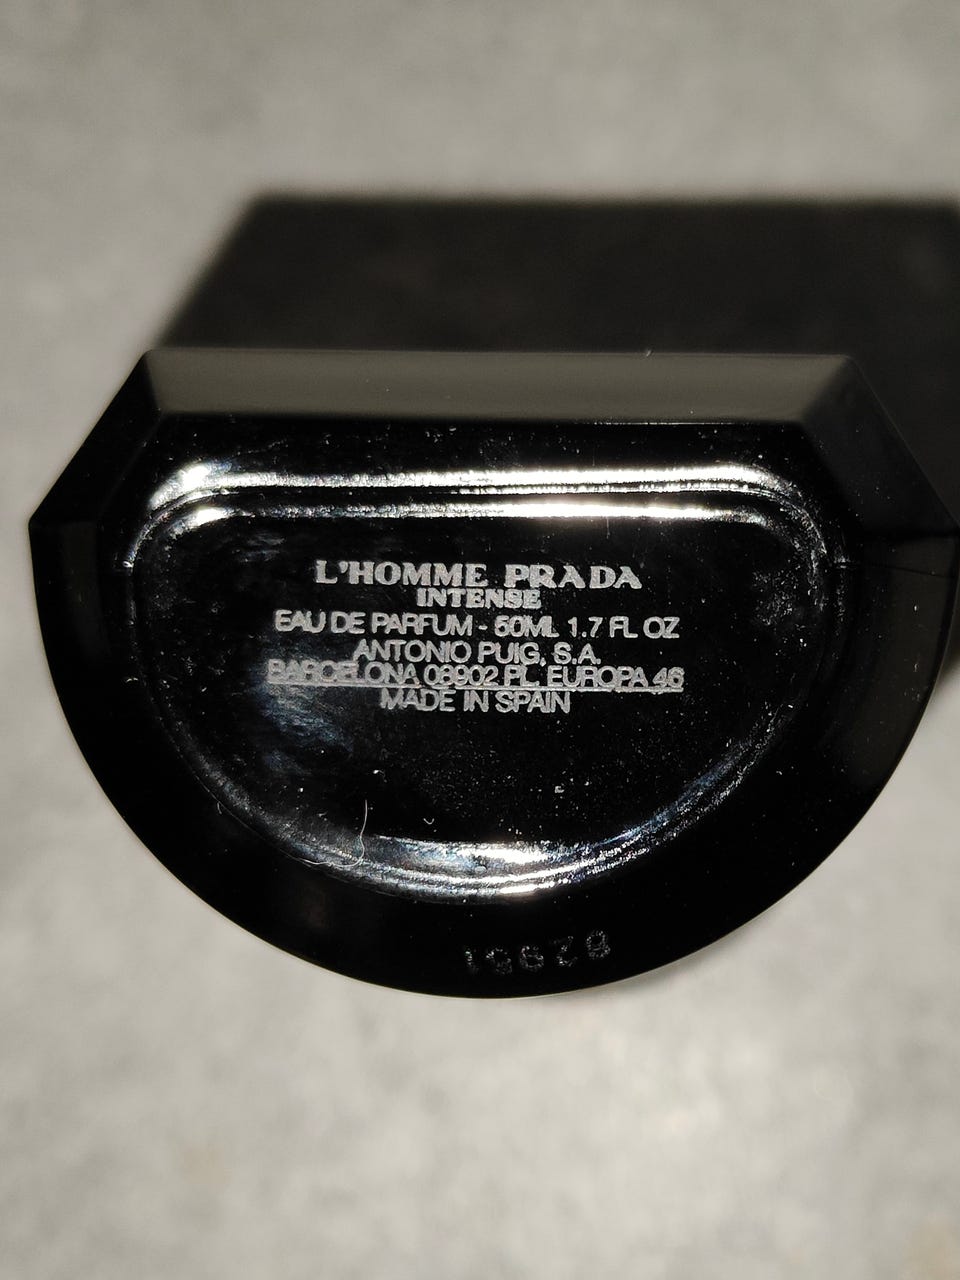 L'HOMME PRADA
INTENSE
EAU DE PARFUM - 50ML 1.7 FL OZ
ANTONIO PUIG, S.A.
BARCELONA 08902 PL. EUROPA 46
MADE IN SPAIN